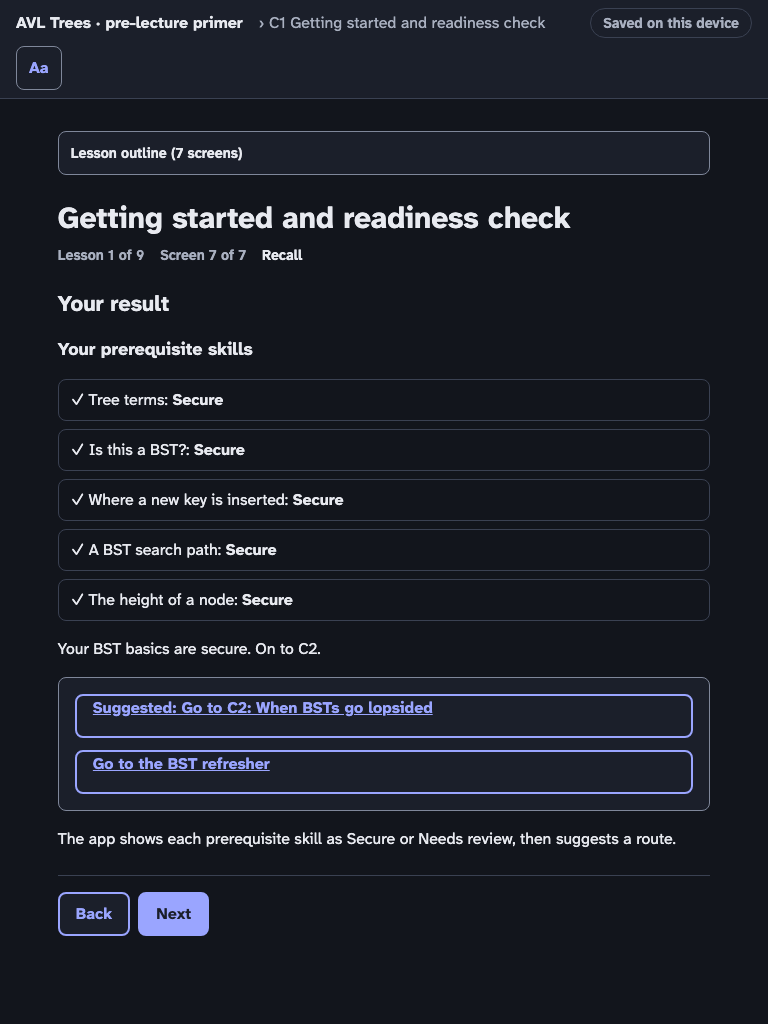 AVL Trees · pre-lecture primer › C1 Getting started and readiness check
Saved on this device
Aa
Lesson outline (7 screens)
Getting started and readiness check
Lesson 1 of 9 Screen 7 of 7 Recall
Your result
Your prerequisite skills
✓ Tree terms: Secure
✓ Is this a BST?: Secure
✓ Where a new key is inserted: Secure
✓ A BST search path: Secure
✓ The height of a node: Secure
Your BST basics are secure. On to C2.
Suggested: Go to C2: When BSTs go lopsided
Go to the BST refresher
The app shows each prerequisite skill as Secure or Needs review, then suggests a route.
Back
Next